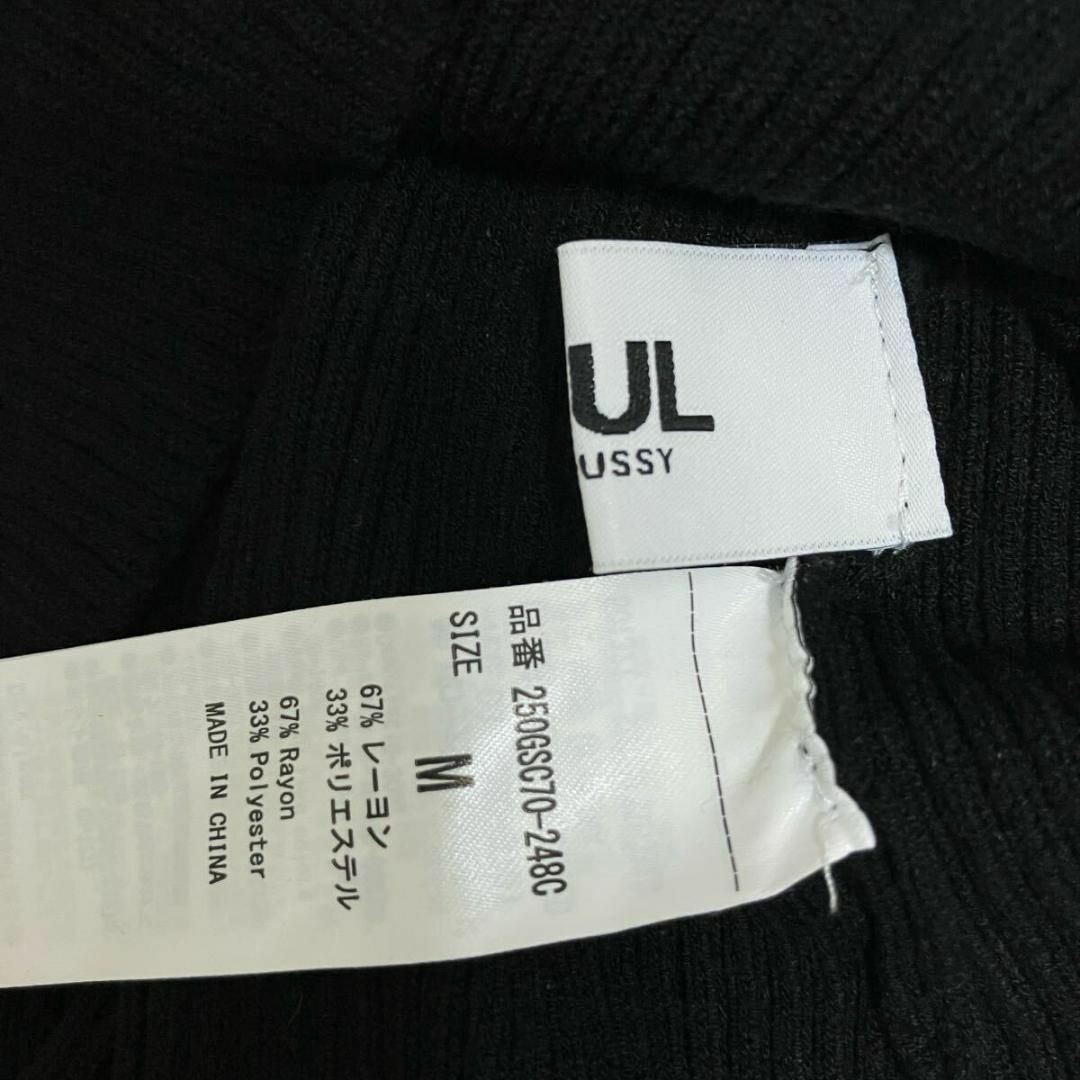 UL
USSY
品番 250GSC70-248C
SIZE M
67% レーヨン
33% ポリエステル
67% Rayon
33% Polyester
MADE IN CHINA